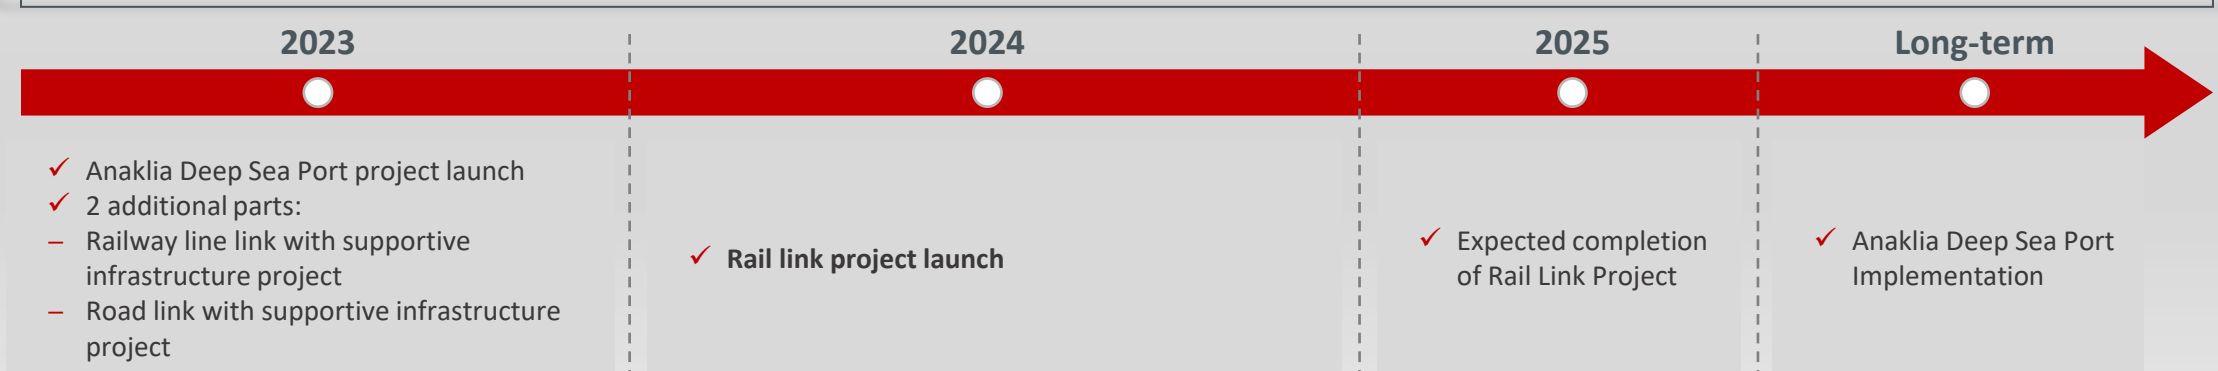 2023
2024
2025
Long-term
✓ Anaklia Deep Sea Port project launch
✓ 2 additional parts:
– Railway line link with supportive
infrastructure project
– Road link with supportive infrastructure
project
✓ Rail link project launch
✓ Expected completion
of Rail Link Project
✓ Anaklia Deep Sea Port
Implementation